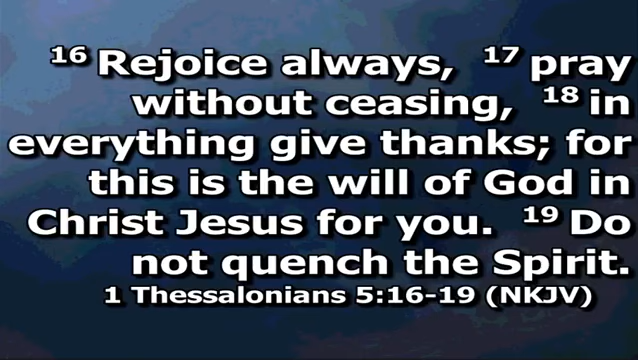 16 Rejoice always, 17 pray
without ceasing, 18 in
everything give thanks; for
this is the will of God in
Christ Jesus for you. 19 Do
not quench the Spirit.
1 Thessalonians 5:16-19 (NKJV)